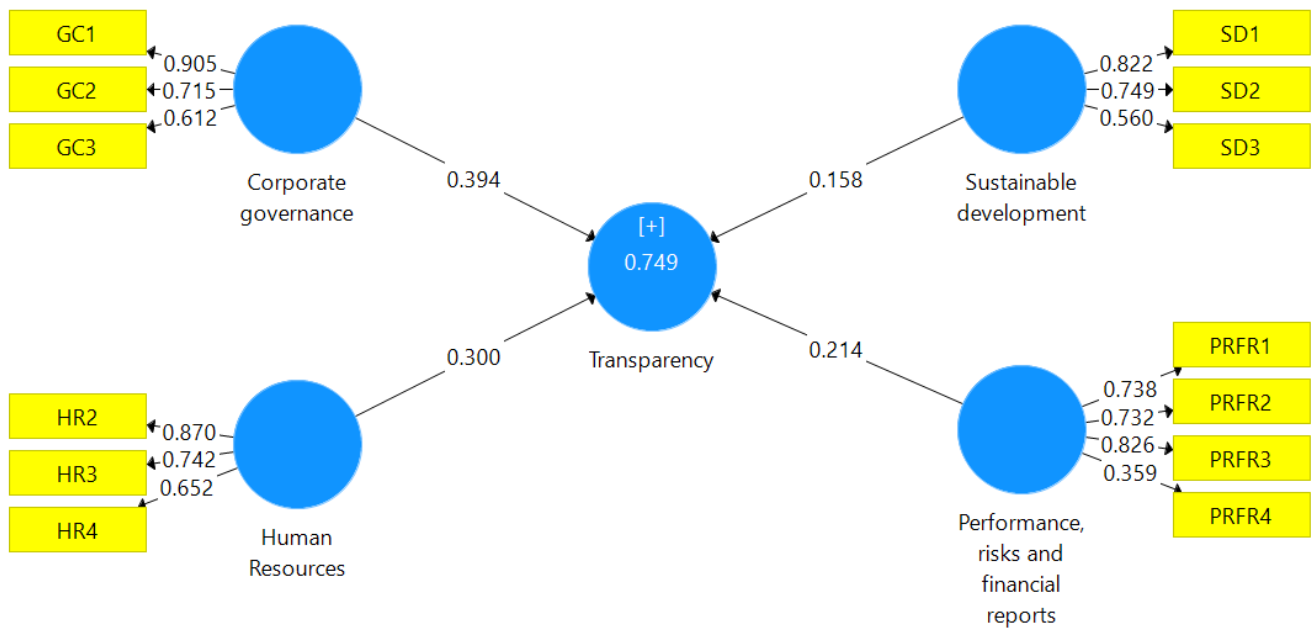 GC1
GC2
GC3
0.905
0.715
0.612
Corporate
governance
0.394
SD1
SD2
SD3
0.822
0.749
0.560
Sustainable
development
0.158
[+]
0.749
Transparency
HR2
HR3
HR4
0.870
0.742
0.652
Human
Resources
0.300
PRFR1
PRFR2
PRFR3
PRFR4
0.738
0.732
0.826
0.359
Performance,
risks and
financial
reports
0.214